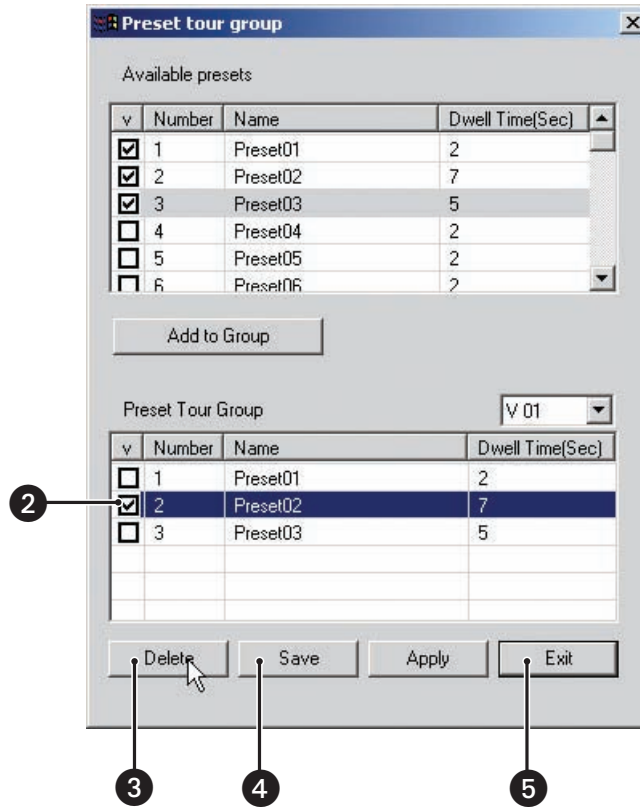 Preset tour group
Available presets
v Number Name Dwell Time(Sec)
1 Preset01 2
2 Preset02 7
3 Preset03 5
4 Preset04 2
5 Preset05 2
6 Preset06 2
Add to Group
Preset Tour Group V 01
v Number Name Dwell Time(Sec)
1 Preset01 2
2 2 Preset02 7
3 Preset03 5
Delete Save Apply Exit
3 4 5